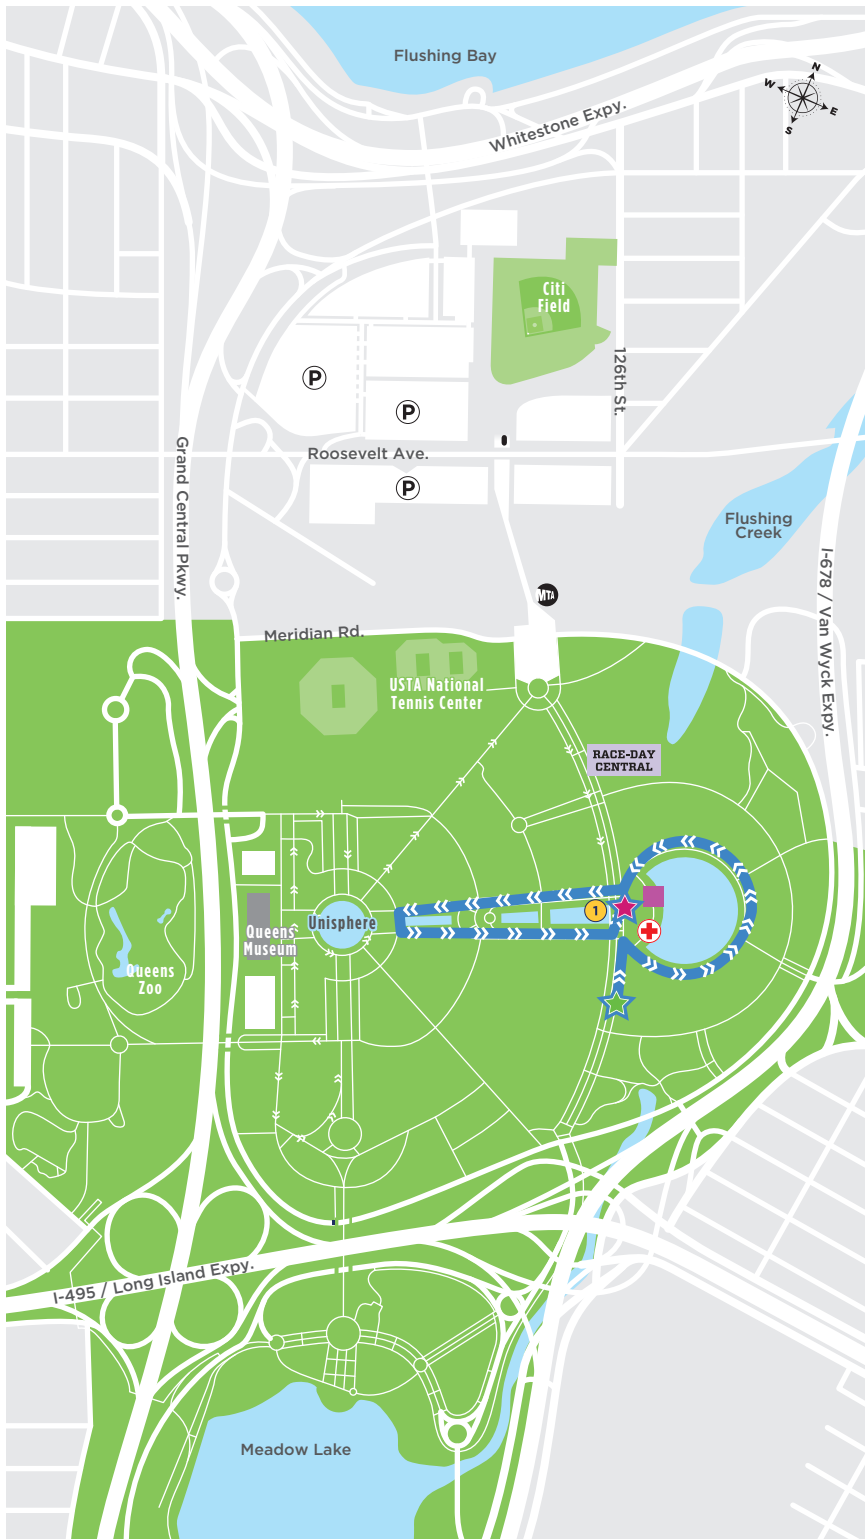 Flushing Bay
N
W
E
S
Whitestone Expy.
Citi
Field
126th St.
P
P
Roosevelt Ave.
P
Grand Central Pkwy.
Flushing
Creek
I-678 / Van Wyck Expy.
MTA
Meridian Rd.
USTA National
Tennis Center
RACE-DAY
CENTRAL
1
Unisphere
Queens
Museum
Queens
Zoo
I-495 / Long Island Expy.
Meadow Lake